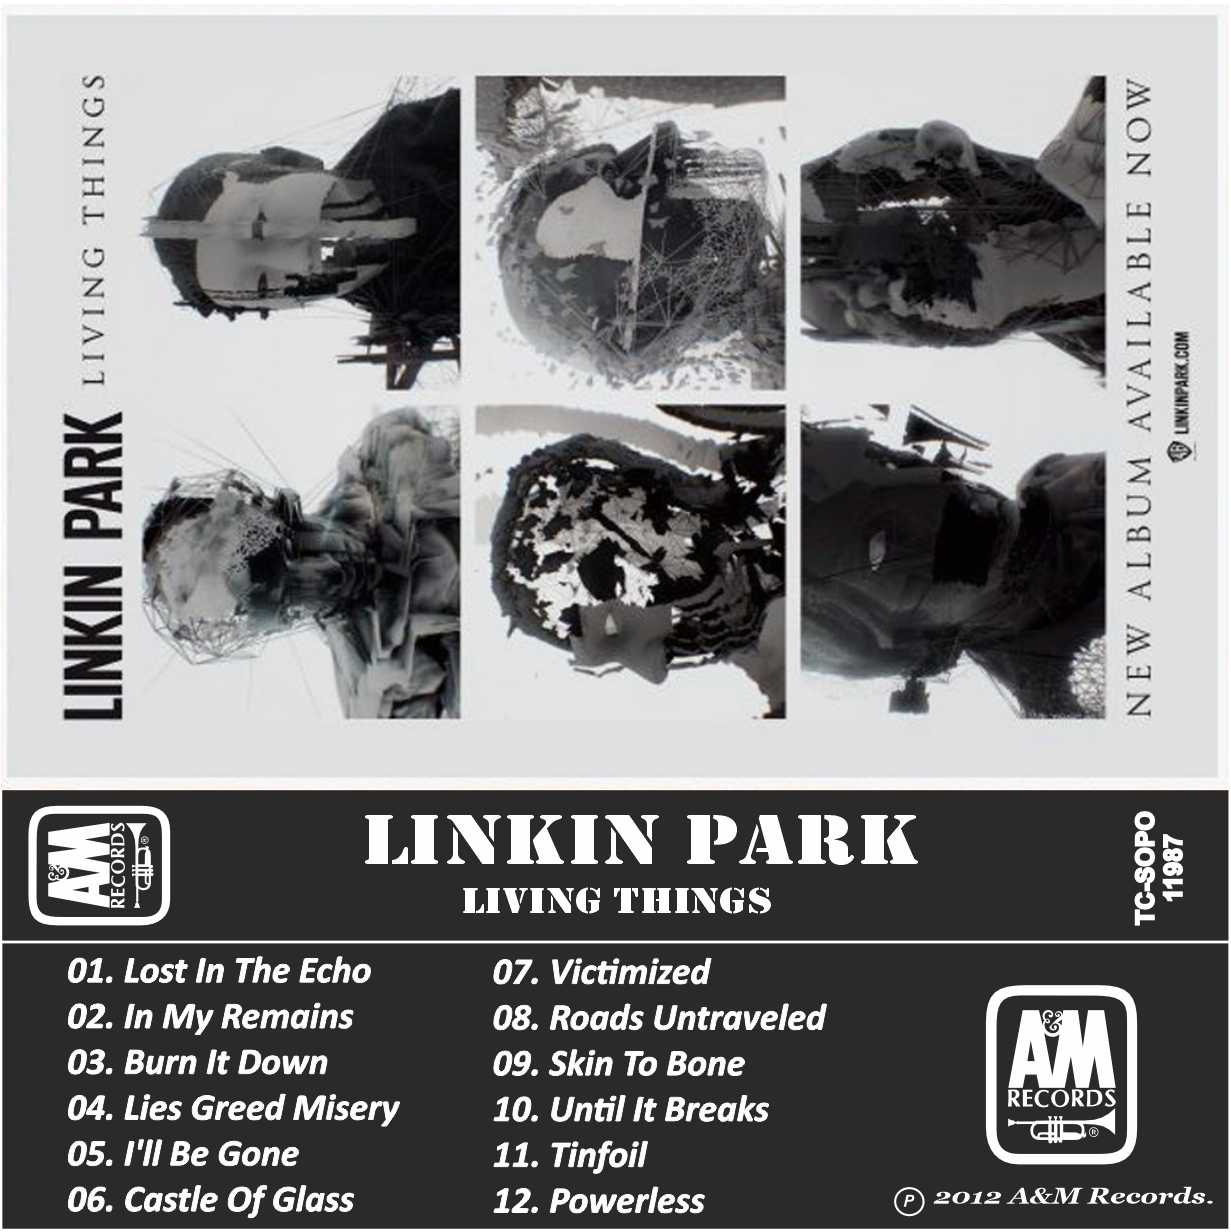 LINKIN PARK LIVING THINGS
NEW ALBUM AVAILABLE NOW
LINKINPARK.COM
A&M
RECORDS
®
LINKIN PARK
LIVING THINGS
TC-SOPO
11987
01. Lost In The Echo
02. In My Remains
03. Burn It Down
04. Lies Greed Misery
05. I'll Be Gone
06. Castle Of Glass
07. Victimized
08. Roads Untraveled
09. Skin To Bone
10. Until It Breaks
11. Tinfoil
12. Powerless
A&M
RECORDS
®
℗ 2012 A&M Records.